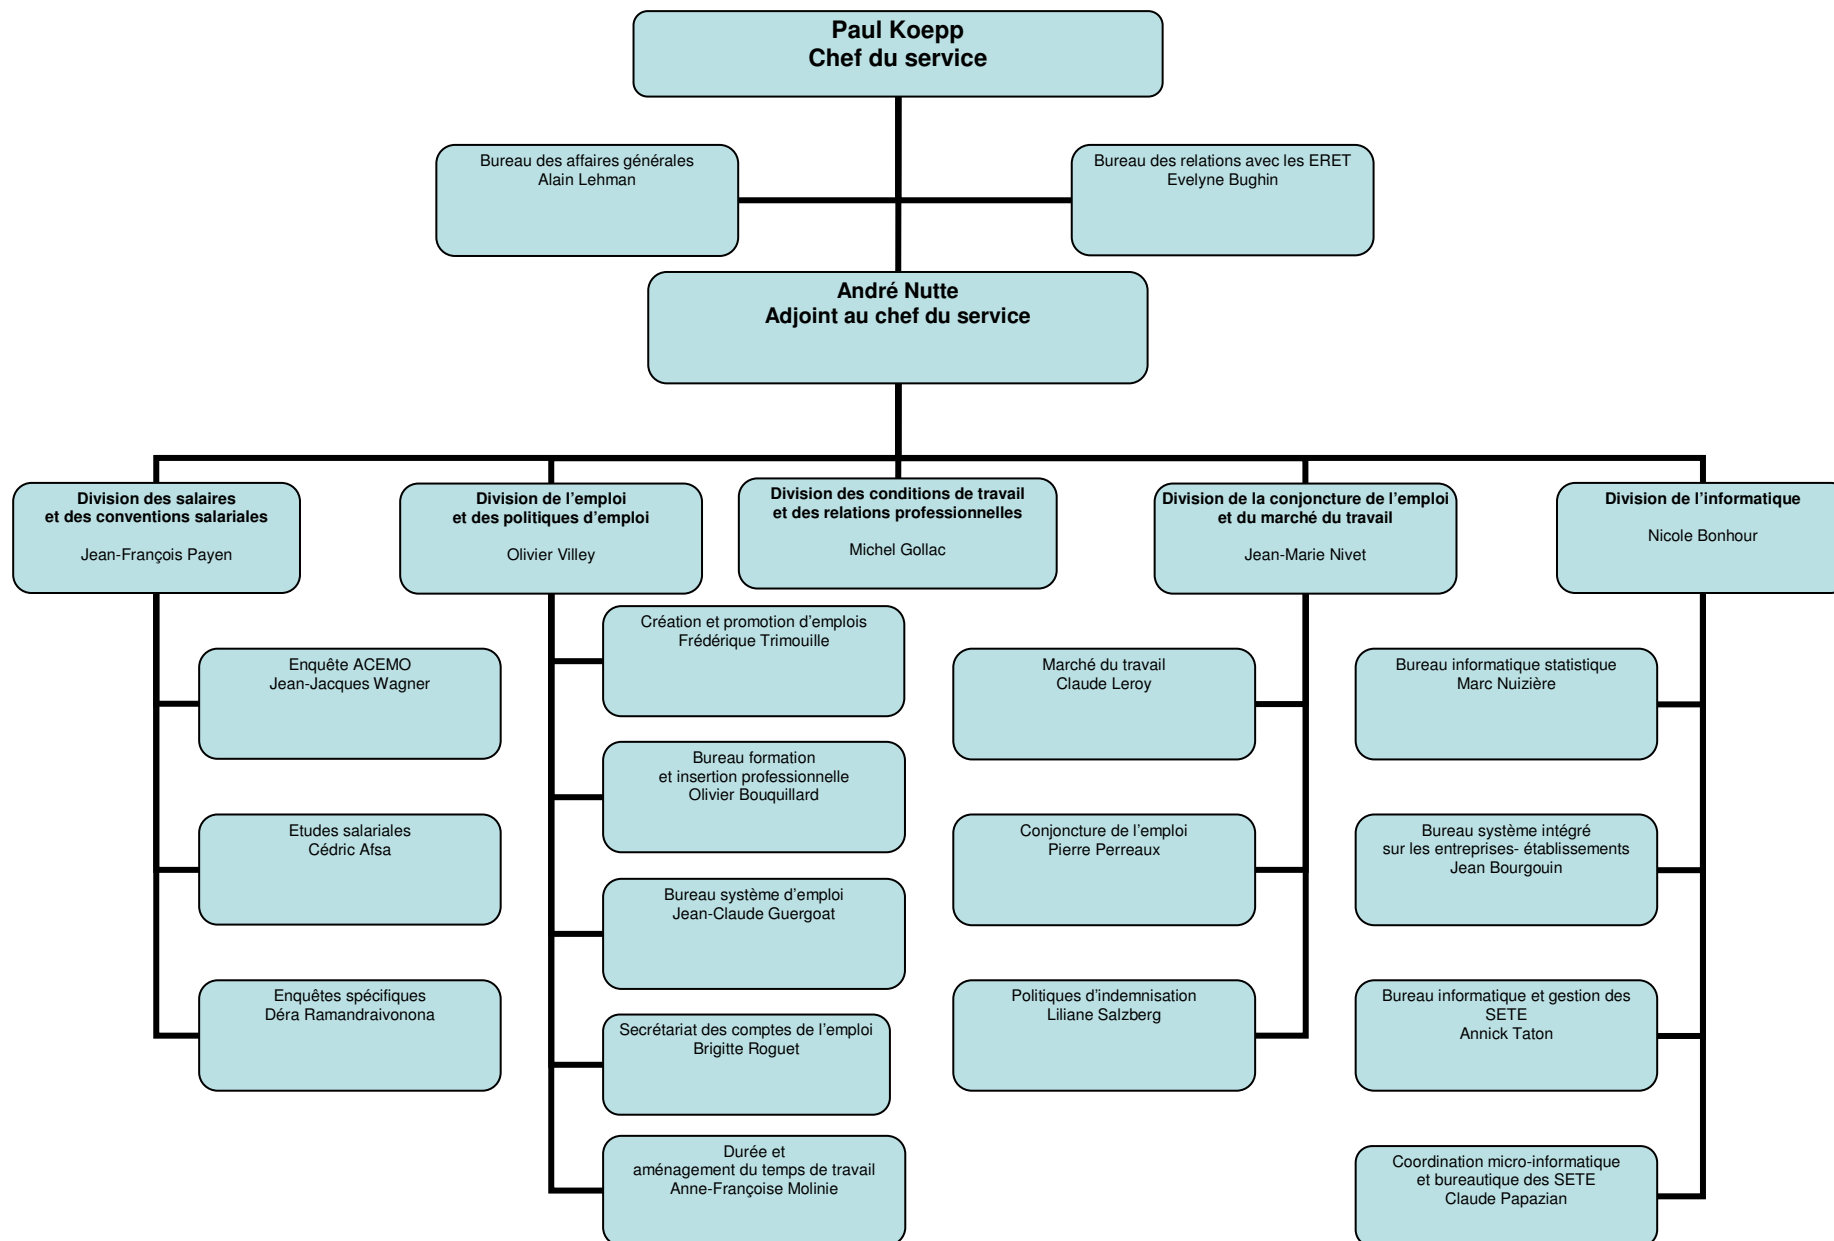 Paul Koepp
Chef du service
Bureau des affaires générales
Alain Lehman
Bureau des relations avec les ERET
Evelyne Bughin
André Nutte
Adjoint au chef du service
Division des salaires
et des conventions salariales
Jean-François Payen
Division de l’emploi
et des politiques d’emploi
Olivier Villey
Division des conditions de travail
et des relations professionnelles
Michel Gollac
Division de la conjoncture de l’emploi
et du marché du travail
Jean-Marie Nivet
Division de l’informatique
Nicole Bonhour
Enquête ACEMO
Jean-Jacques Wagner
Etudes salariales
Cédric Afsa
Enquêtes spécifiques
Déra Ramandraivonona
Création et promotion d’emplois
Frédérique Trimouille
Bureau formation
et insertion professionnelle
Olivier Bouquillard
Bureau système d’emploi
Jean-Claude Guergoat
Secrétariat des comptes de l’emploi
Brigitte Roguet
Durée et
aménagement du temps de travail
Anne-Françoise Molinie
Marché du travail
Claude Leroy
Conjoncture de l’emploi
Pierre Perreaux
Politiques d’indemnisation
Liliane Salzberg
Bureau informatique statistique
Marc Nuizière
Bureau système intégré
sur les entreprises- établissements
Jean Bourgouin
Bureau informatique et gestion des
SETE
Annick Taton
Coordination micro-informatique
et bureautique des SETE
Claude Papazian